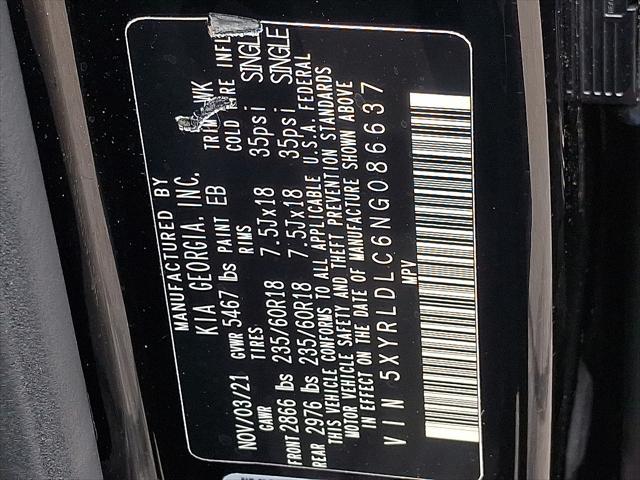 MANUFACTURED BY
KIA GEORGIA, INC.
NOV/03/21 GVWR 5467 lbs PAINT EB TRIM WK
GAWR TIRES RIMS COLD TIRE INFL
FRONT 2866 lbs 235/60R18 7.5Jx18 35psi SINGLE
REAR 2976 lbs 235/60R18 7.5Jx18 35psi SINGLE
THIS VEHICLE CONFORMS TO ALL APPLICABLE U.S.A. FEDERAL
MOTOR VEHICLE SAFETY AND THEFT PREVENTION STANDARDS
IN EFFECT ON THE DATE OF MANUFACTURE SHOWN ABOVE
VIN 5XYRLDLC6NG086637
MPV